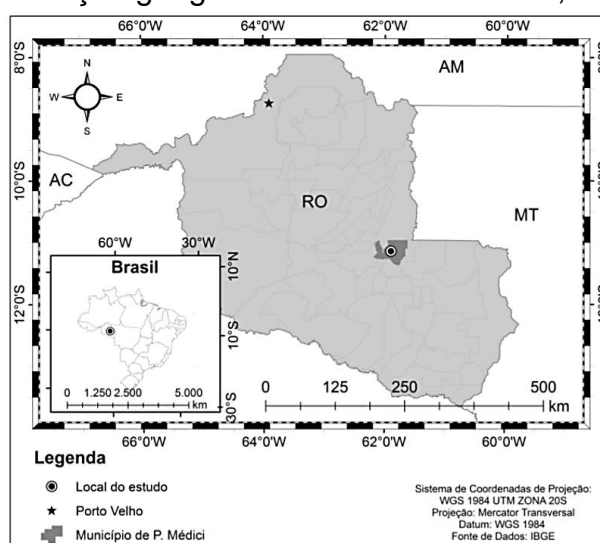 66°0'W 64°0'W 62°0'W 60°0'W
8°0'S
10°0'S
12°0'S
N
W E
S
AM
AC
RO
MT
60°W 30°W
Brasil
10°N
10°S
30°S
0 1.250 2.500 5.000
km
0 125 250 500
km
66°0'W 64°0'W 62°0'W 60°0'W
Legenda
Local do estudo
Porto Velho
Município de P. Médici
Sistema de Coordenadas de Projeção:
WGS 1984 UTM ZONA 20S
Projeção: Mercator Transversal
Datum: WGS 1984
Fonte de Dados: IBGE